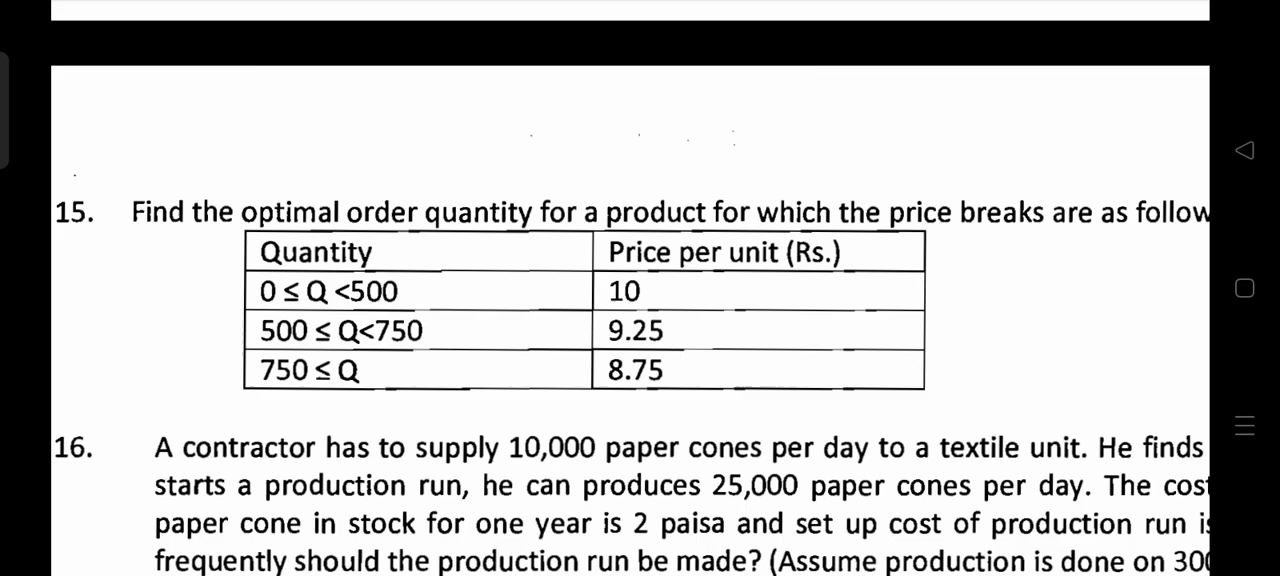 15. Find the optimal order quantity for a product for which the price breaks are as follow
Quantity Price per unit (Rs.)
0 ≤ Q <500 10
500 ≤ Q<750 9.25
750 ≤ Q 8.75
16. A contractor has to supply 10,000 paper cones per day to a textile unit. He finds
starts a production run, he can produces 25,000 paper cones per day. The cost
paper cone in stock for one year is 2 paisa and set up cost of production run is
frequently should the production run be made? (Assume production is done on 300